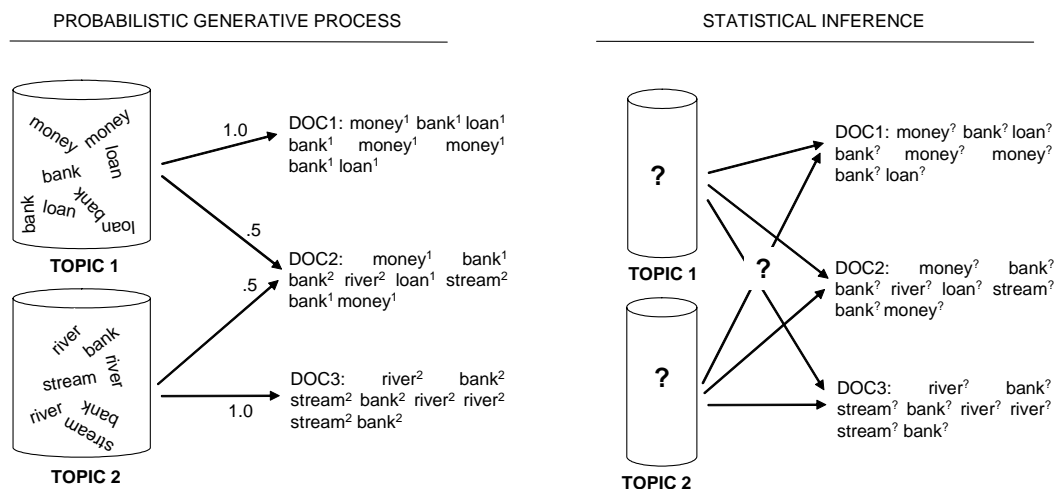 PROBABILISTIC GENERATIVE PROCESS
money
money
loan
bank
bank
loan
bank
loan
TOPIC 1
river
bank
river
stream
river
bank
stream
TOPIC 2
1.0
.5
.5
1.0
DOC1: money¹ bank¹ loan¹
bank¹ money¹ money¹
bank¹ loan¹
DOC2: money¹ bank¹
bank² river² loan¹ stream²
bank¹ money¹
DOC3: river² bank²
stream² bank² river² river²
stream² bank²
STATISTICAL INFERENCE
?
TOPIC 1
?
TOPIC 2
?
DOC1: money? bank? loan?
bank? money? money?
bank? loan?
DOC2: money? bank?
bank? river? loan? stream?
bank? money?
DOC3: river? bank?
stream? bank? river? river?
stream? bank?